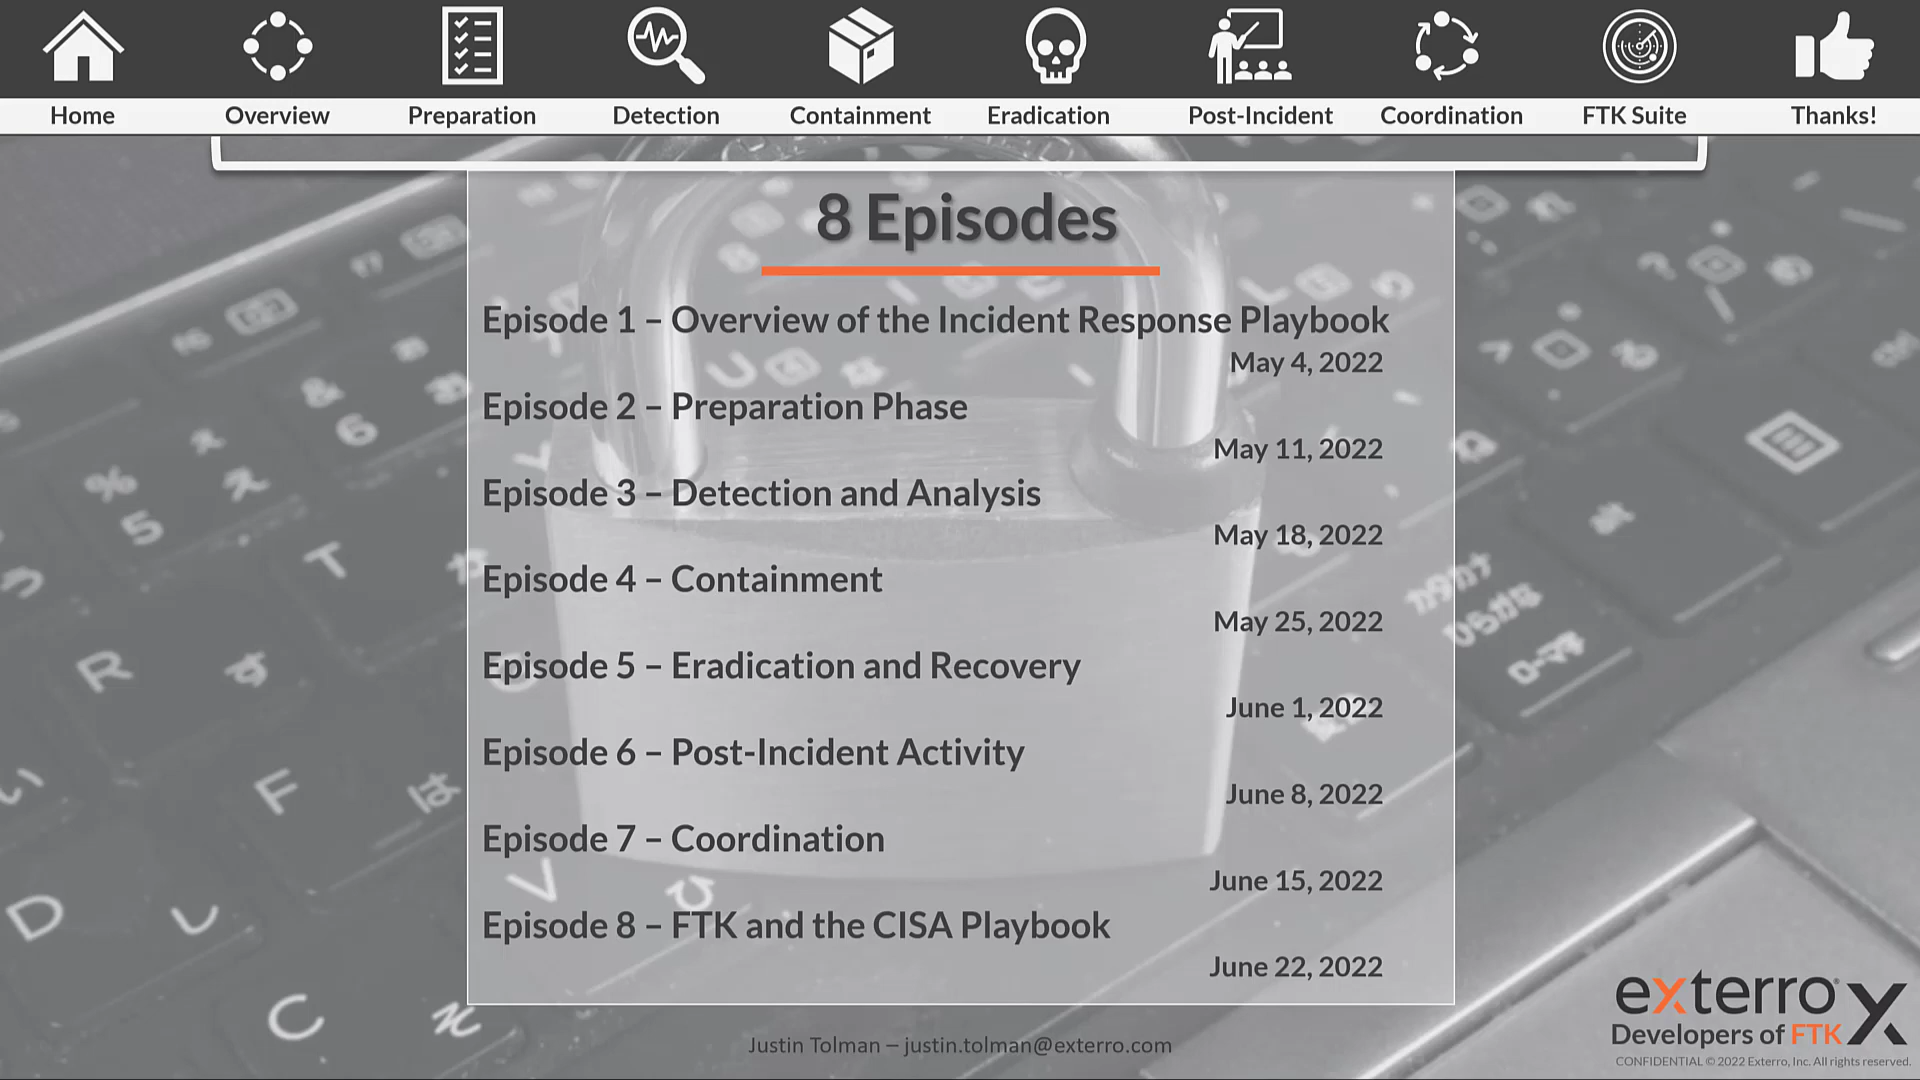 Home Overview Preparation Detection Containment Eradication Post-Incident Coordination FTK Suite Thanks!
8 Episodes
Episode 1 – Overview of the Incident Response Playbook
May 4, 2022
Episode 2 – Preparation Phase
May 11, 2022
Episode 3 – Detection and Analysis
May 18, 2022
Episode 4 – Containment
May 25, 2022
Episode 5 – Eradication and Recovery
June 1, 2022
Episode 6 – Post-Incident Activity
June 8, 2022
Episode 7 – Coordination
June 15, 2022
Episode 8 – FTK and the CISA Playbook
June 22, 2022
Justin Tolman – justin.tolman@exterro.com
exterro®
Developers of FTK X
CONFIDENTIAL © 2022 Exterro, Inc. All rights reserved.
% 5
& 6
T
R す
F は
D
V
C